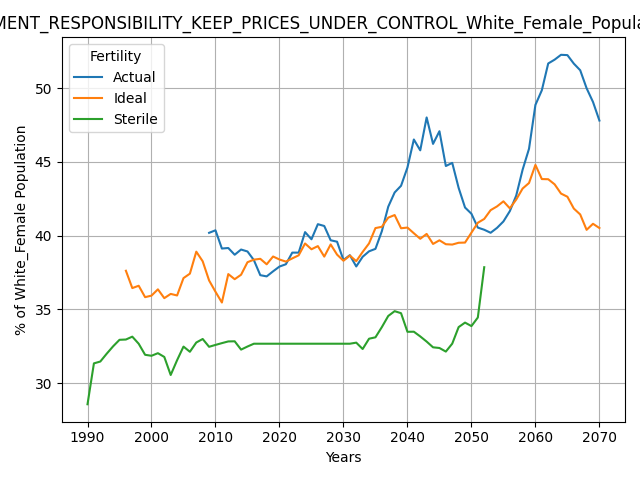 MENT_RESPONSIBILITY_KEEP_PRICES_UNDER_CONTROL_White_Female_Popula
Fertility
Actual
Ideal
Sterile
% of White_Female Population
50
45
40
35
30
1990 2000 2010 2020 2030 2040 2050 2060 2070
Years